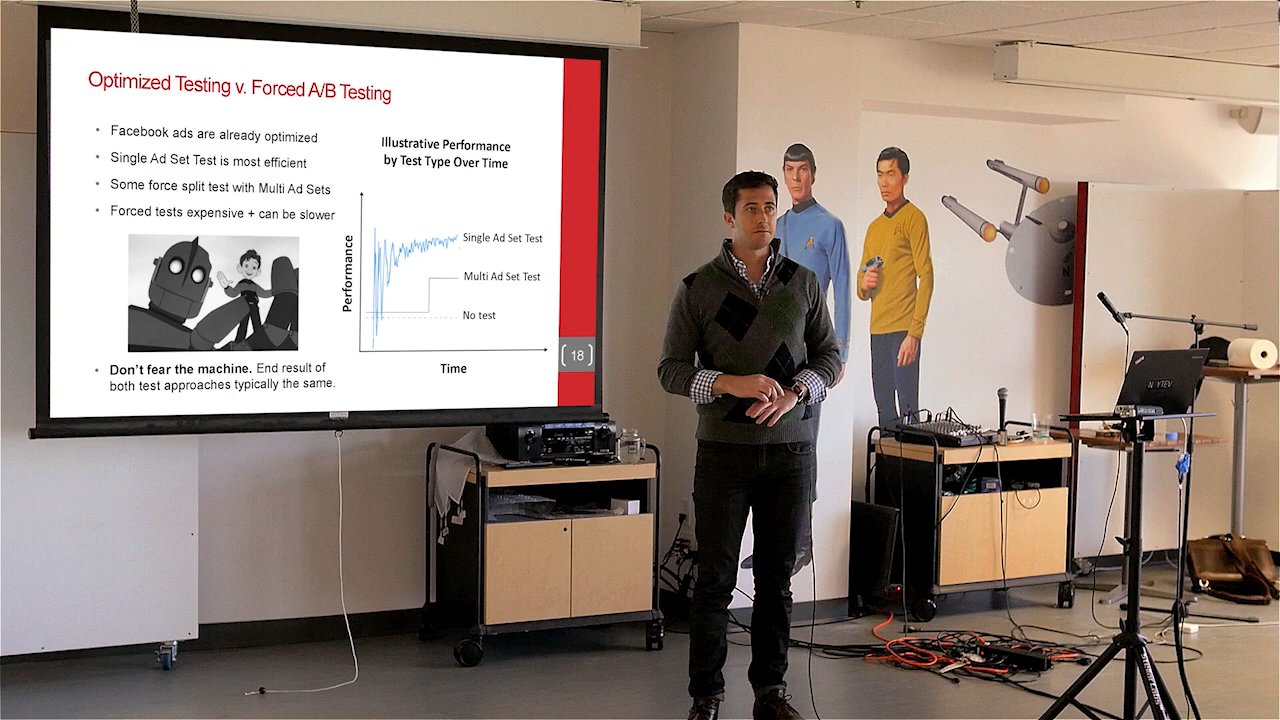 Optimized Testing v. Forced A/B Testing
• Facebook ads are already optimized
• Single Ad Set Test is most efficient
• Some force split test with Multi Ad Sets
• Forced tests expensive + can be slower
Illustrative Performance
by Test Type Over Time
Performance
Single Ad Set Test
Multi Ad Set Test
No test
Time
[18]
• Don't fear the machine. End result of
both test approaches typically the same.